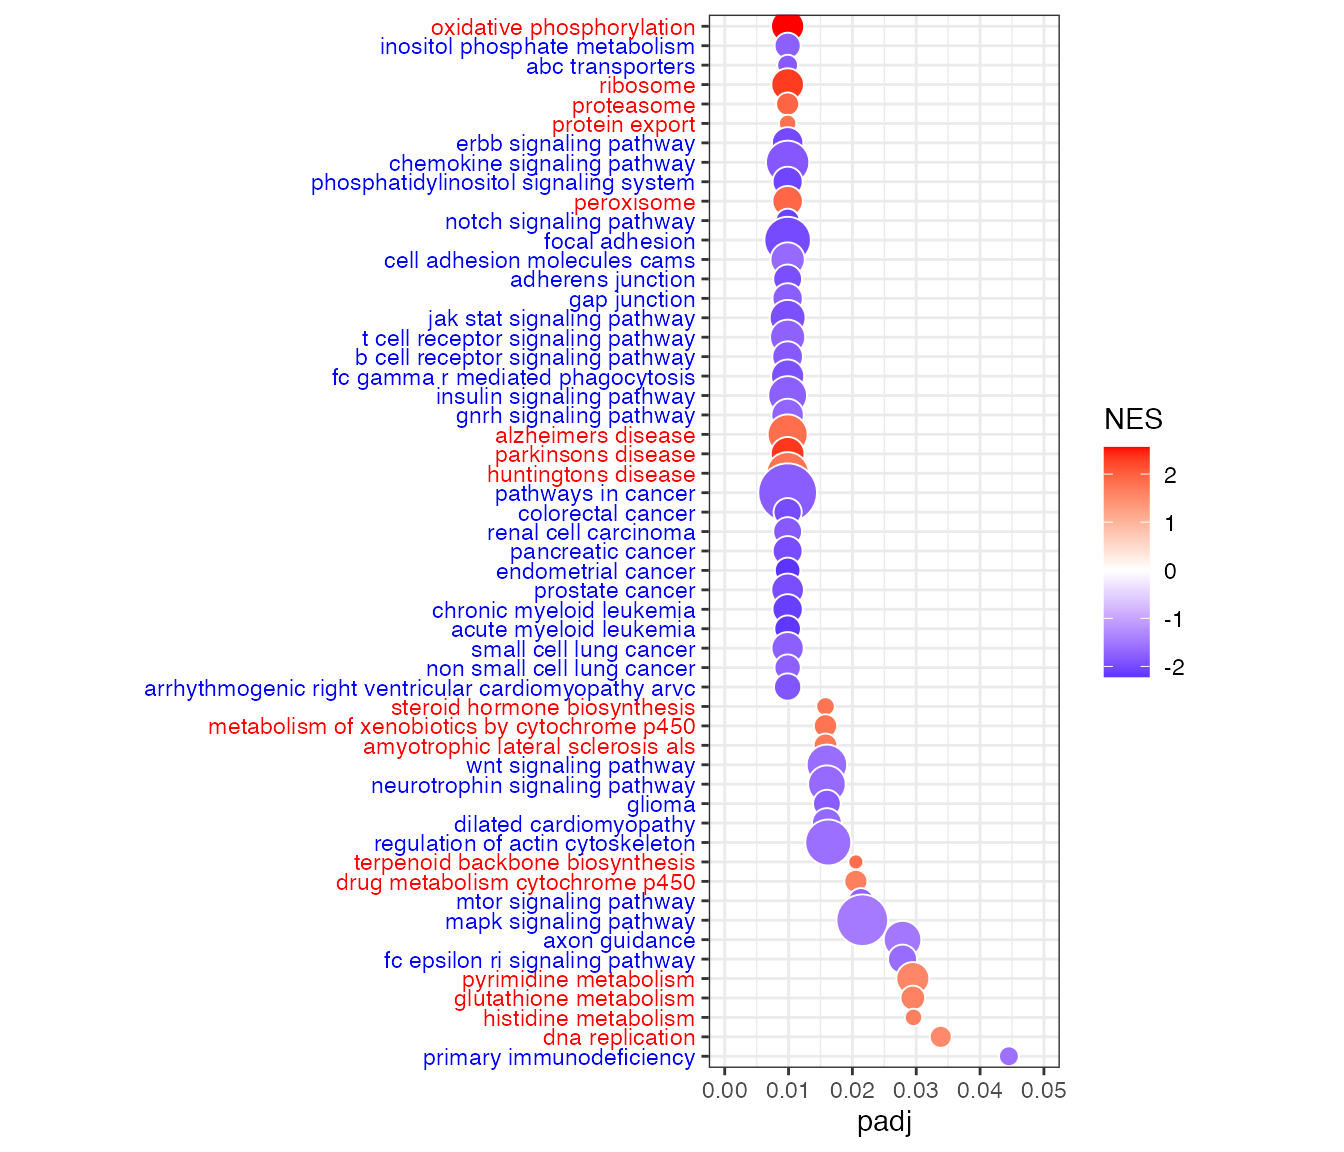 oxidative phosphorylation
inositol phosphate metabolism
abc transporters
ribosome
proteasome
protein export
erbb signaling pathway
chemokine signaling pathway
phosphatidylinositol signaling system
peroxisome
notch signaling pathway
focal adhesion
cell adhesion molecules cams
adherens junction
gap junction
jak stat signaling pathway
t cell receptor signaling pathway
b cell receptor signaling pathway
fc gamma r mediated phagocytosis
insulin signaling pathway
gnrh signaling pathway
alzheimers disease
parkinsons disease
huntingtons disease
pathways in cancer
colorectal cancer
renal cell carcinoma
pancreatic cancer
endometrial cancer
prostate cancer
chronic myeloid leukemia
acute myeloid leukemia
small cell lung cancer
non small cell lung cancer
arrhythmogenic right ventricular cardiomyopathy arvc
steroid hormone biosynthesis
metabolism of xenobiotics by cytochrome p450
amyotrophic lateral sclerosis als
wnt signaling pathway
neurotrophin signaling pathway
glioma
dilated cardiomyopathy
regulation of actin cytoskeleton
terpenoid backbone biosynthesis
drug metabolism cytochrome p450
mtor signaling pathway
mapk signaling pathway
axon guidance
fc epsilon ri signaling pathway
pyrimidine metabolism
glutathione metabolism
histidine metabolism
dna replication
primary immunodeficiency
0.00 0.01 0.02 0.03 0.04 0.05
padj
NES
2
1
0
-1
-2